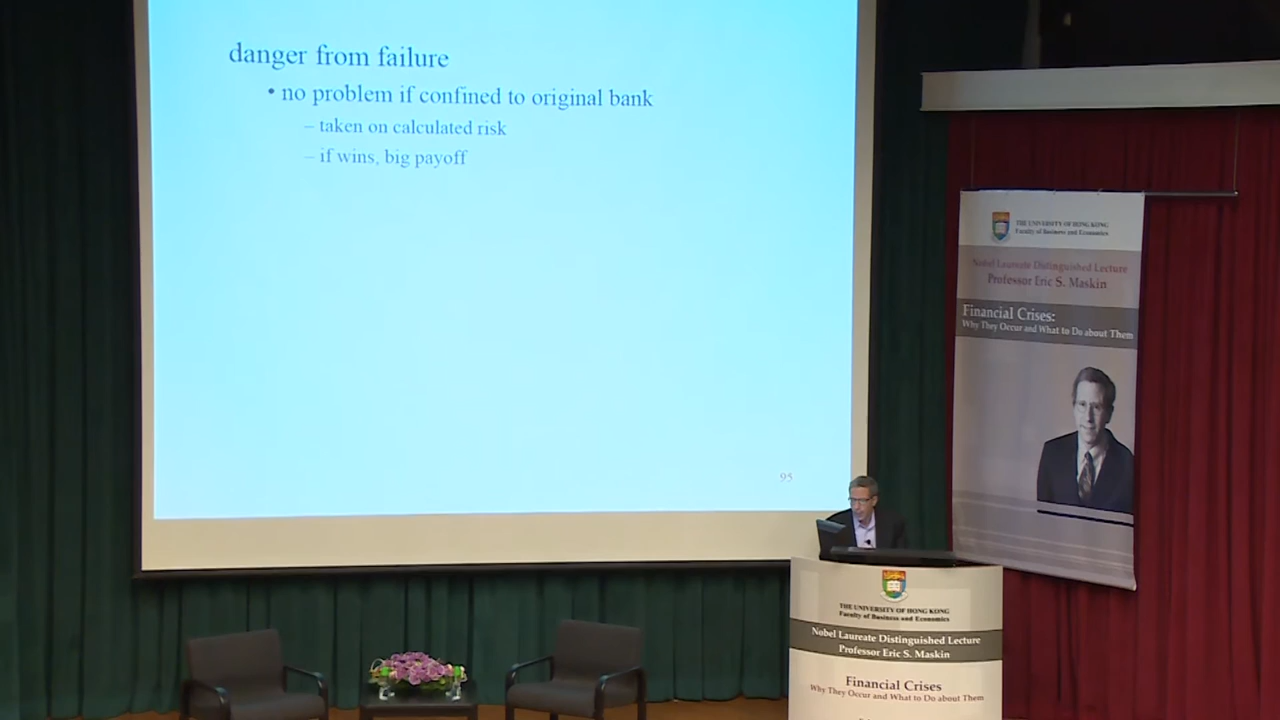 danger from failure
• no problem if confined to original bank
– taken on calculated risk
– if wins, big payoff
95
THE UNIVERSITY OF HONG KONG
Faculty of Business and Economics
Nobel Laureate Distinguished Lecture
Professor Eric S. Maskin
Financial Crises:
Why They Occur and What to Do about Them
THE UNIVERSITY OF HONG KONG
Faculty of Business and Economics
Nobel Laureate Distinguished Lecture
Professor Eric S. Maskin
Financial Crises
Why They Occur and What to Do about Them